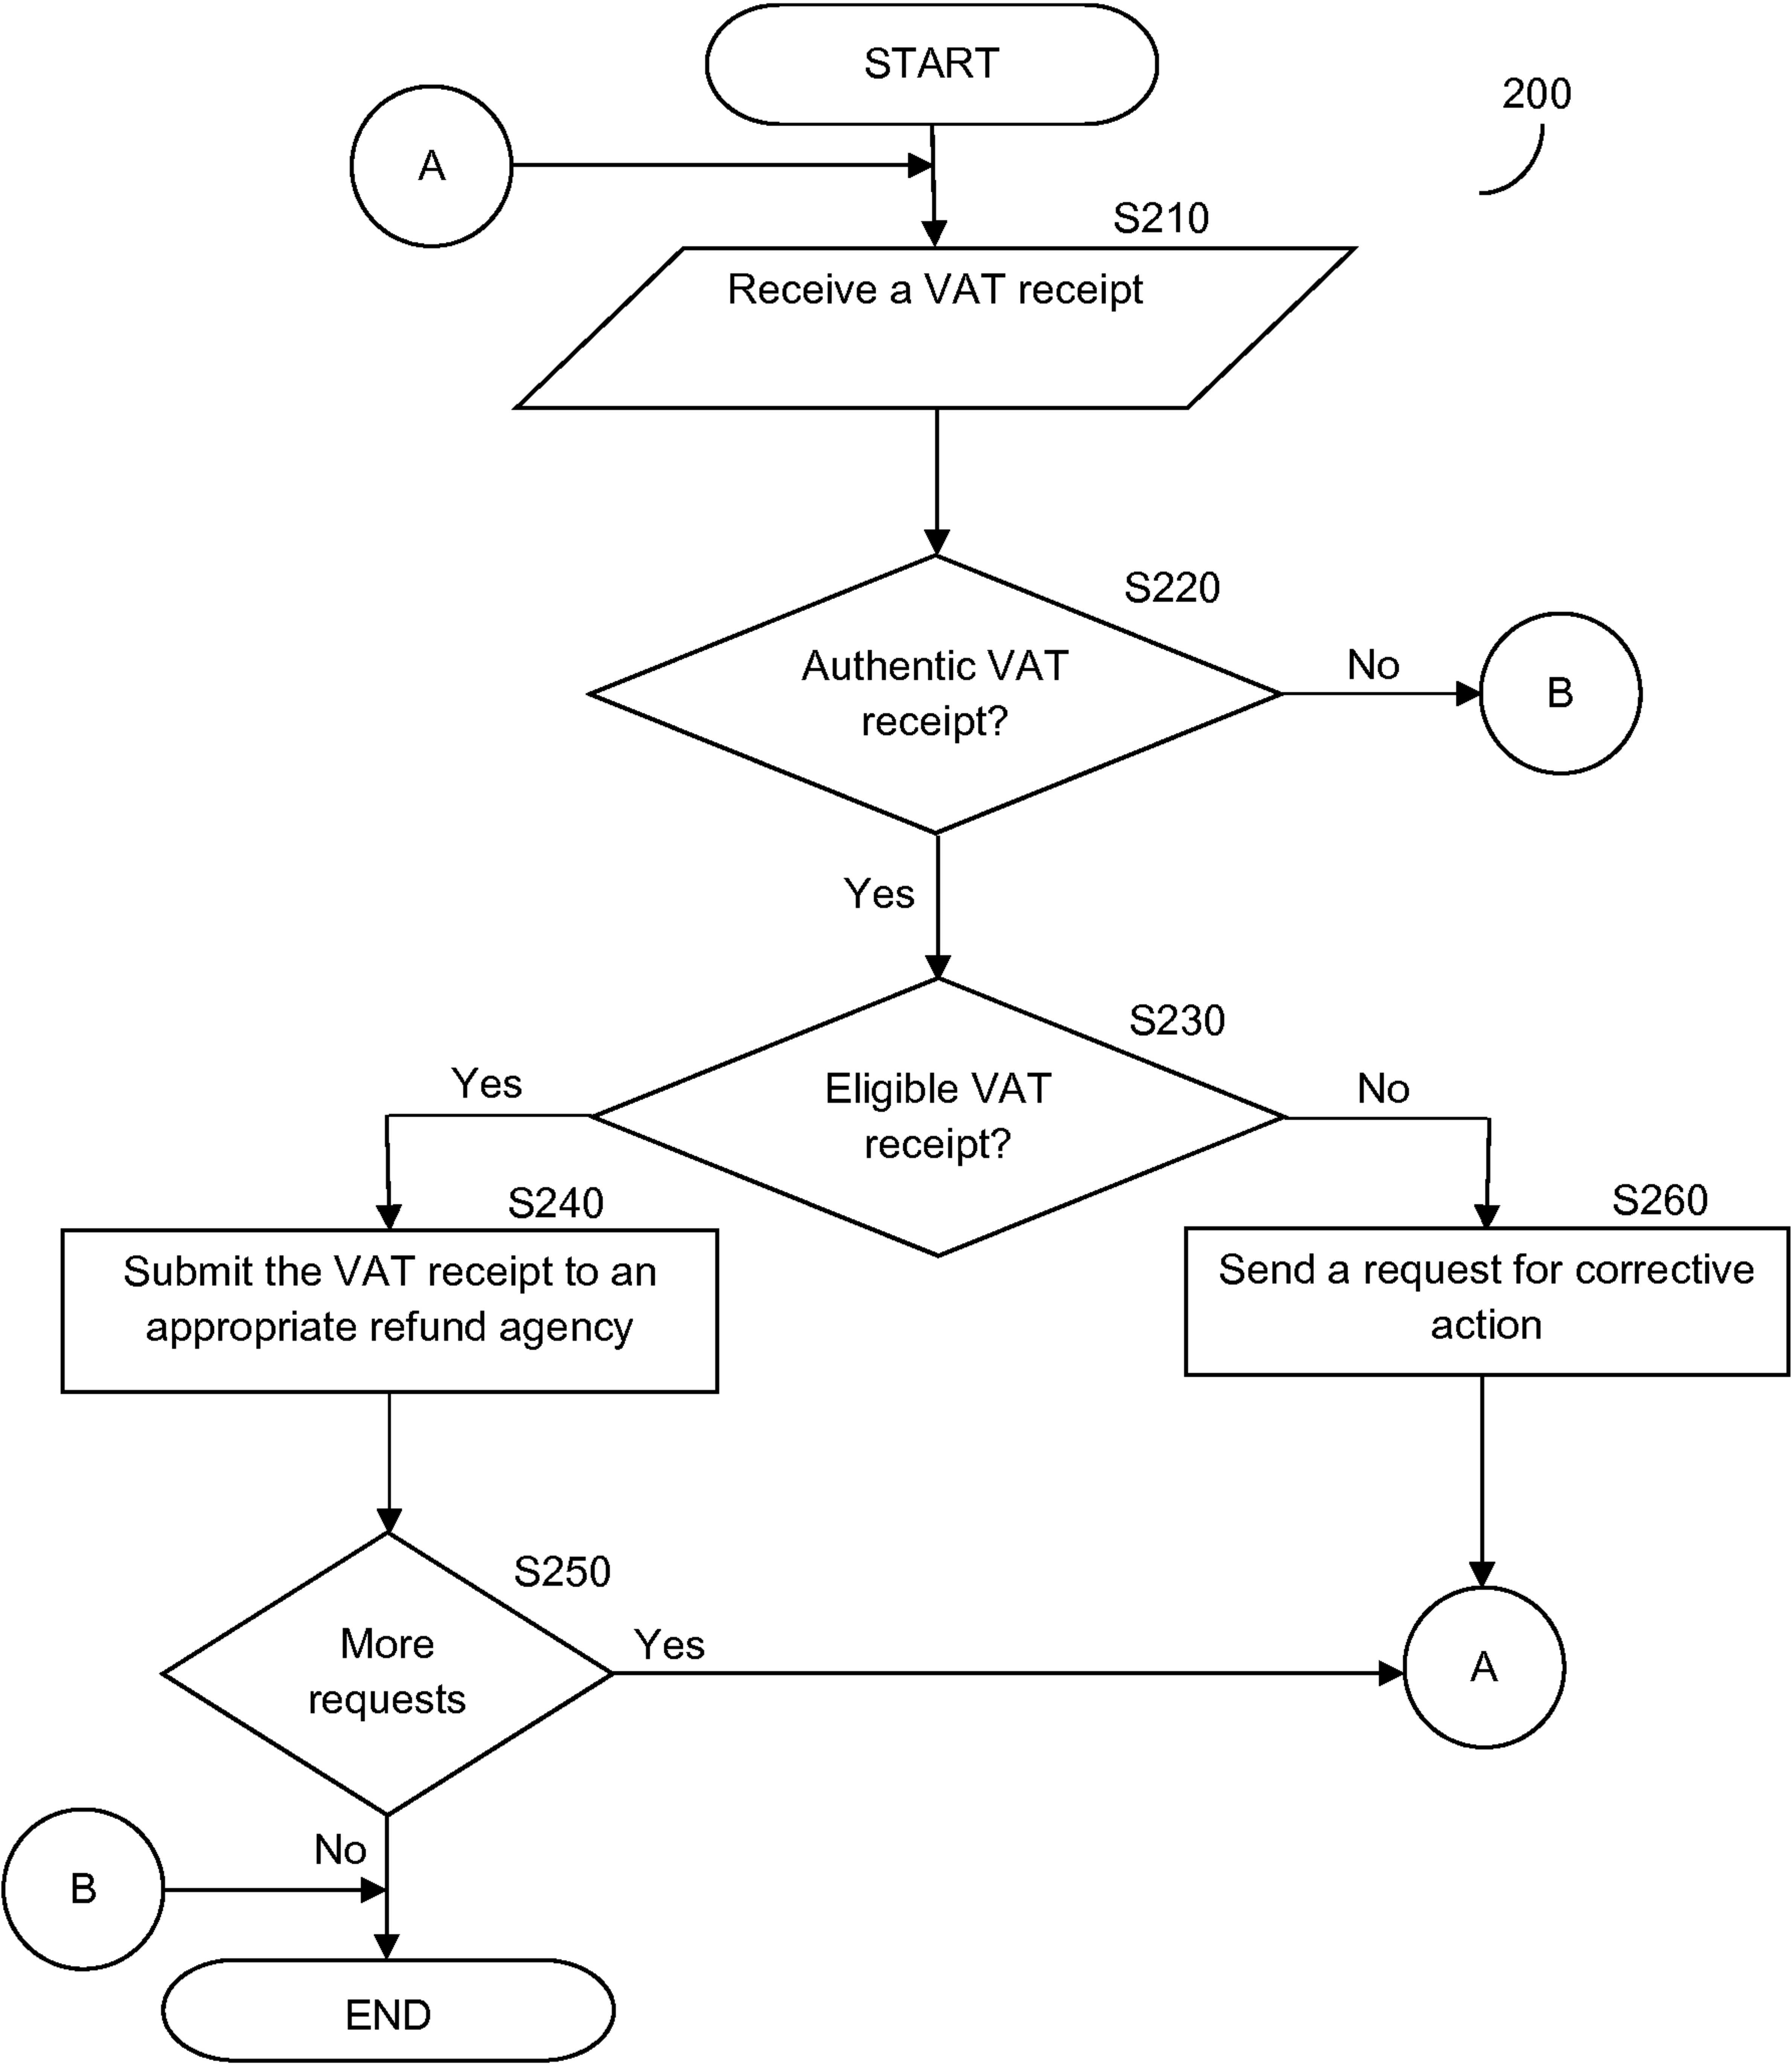 START
200
A
S210
Receive a VAT receipt
S220
Authentic VAT
receipt?
No
B
Yes
S230
Eligible VAT
receipt?
Yes
No
S240
Submit the VAT receipt to an
appropriate refund agency
S260
Send a request for corrective
action
S250
More
requests
Yes
A
No
B
END